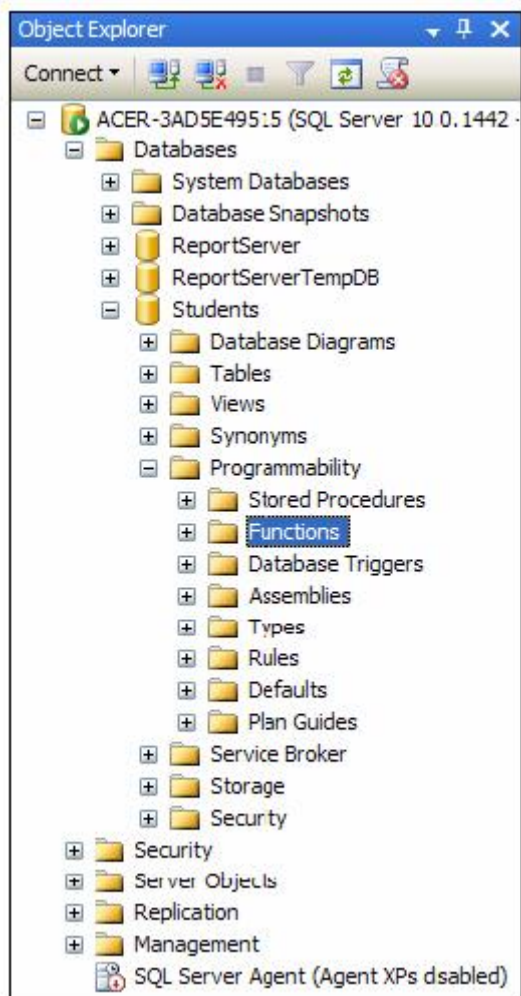 Object Explorer
Connect
ACER-3AD5E49515 (SQL Server 10 0.1442 -
Databases
System Databases
Database Snapshots
ReportServer
ReportServerTempDB
Students
Database Diagrams
Tables
Views
Synonyms
Programmability
Stored Procedures
Functions
Database Triggers
Assemblies
Types
Rules
Defaults
Plan Guides
Service Broker
Storage
Securty
Security
Server Objects
Replication
Management
SQL Server Agent (Agent XPs dsabled)